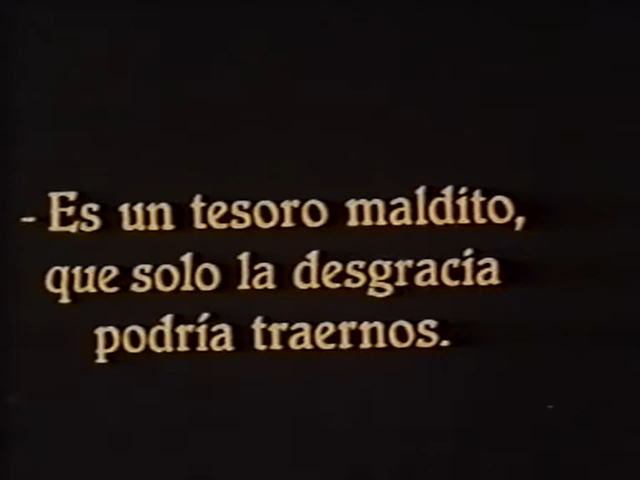 - Es un tesoro maldito,
que solo la desgracia
podría traernos.